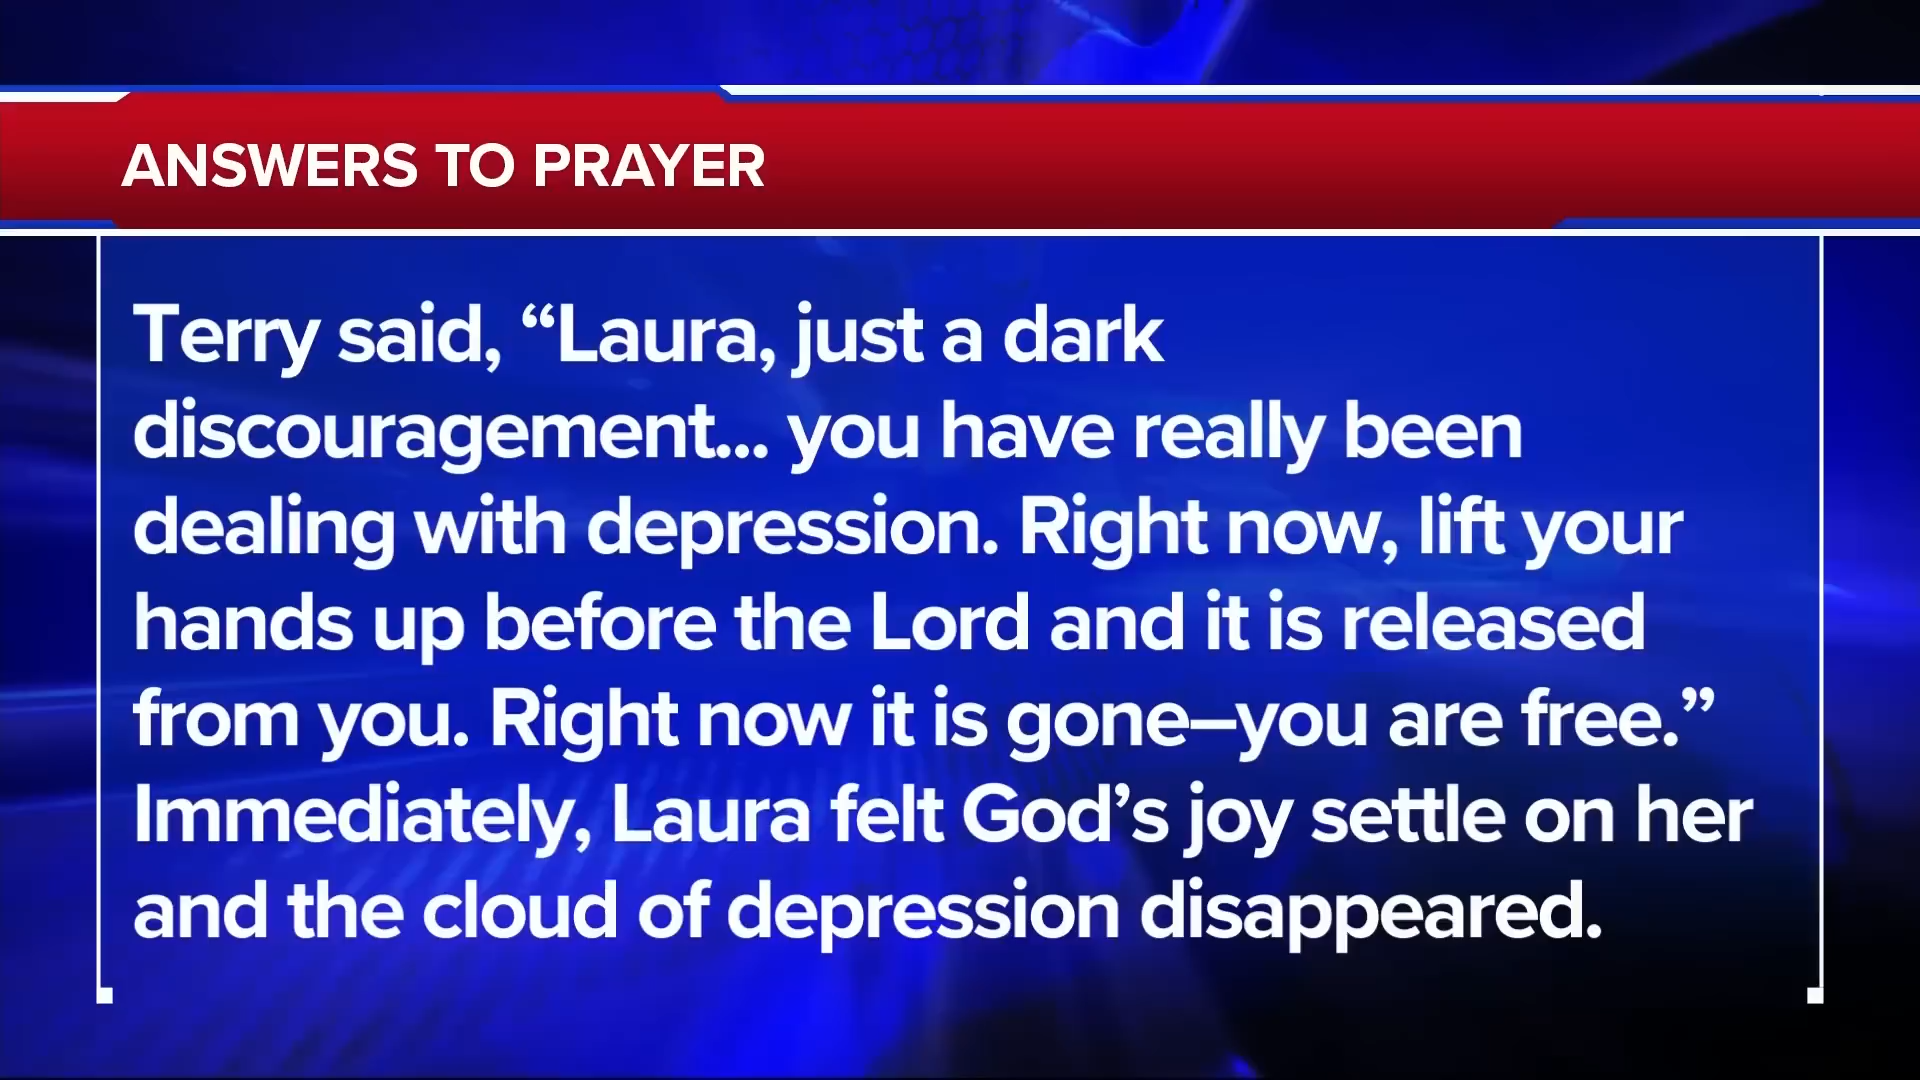 ANSWERS TO PRAYER
Terry said, “Laura, just a dark
discouragement... you have really been
dealing with depression. Right now, lift your
hands up before the Lord and it is released
from you. Right now it is gone–you are free.”
Immediately, Laura felt God’s joy settle on her
and the cloud of depression disappeared.